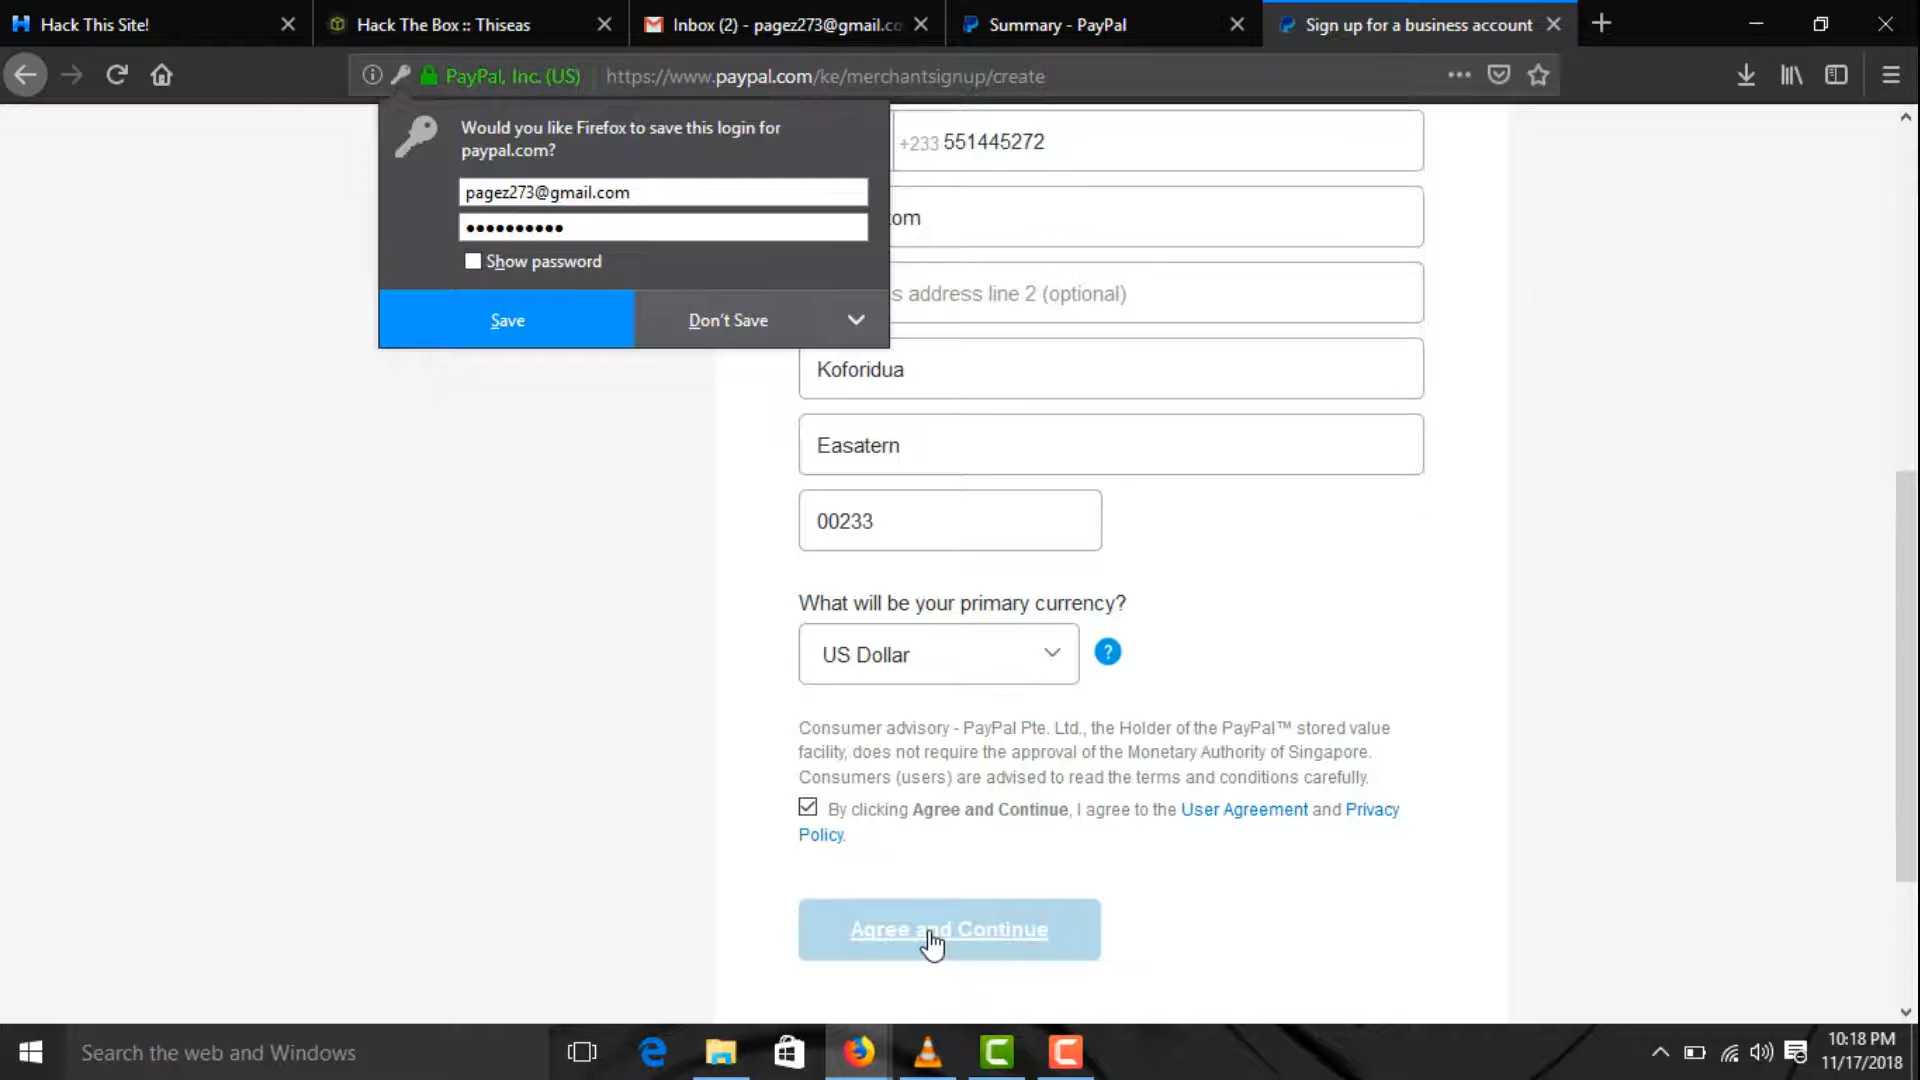 Hack This Site!
Hack The Box :: Thiseas
Inbox (2) - pagez273@gmail.co
Summary - PayPal
Sign up for a business account
PayPal, Inc. (US)
https://www.paypal.com/ke/merchantsignup/create
Would you like Firefox to save this login for
paypal.com?
pagez273@gmail.com
Show password
Save
Don't Save
+233 551445272
om
s address line 2 (optional)
Koforidua
Easatern
00233
What will be your primary currency?
US Dollar
?
Consumer advisory - PayPal Pte. Ltd., the Holder of the PayPal™ stored value
facility, does not require the approval of the Monetary Authority of Singapore.
Consumers (users) are advised to read the terms and conditions carefully.
By clicking Agree and Continue, I agree to the User Agreement and Privacy
Policy.
Agree and Continue
Search the web and Windows
10:18 PM
11/17/2018